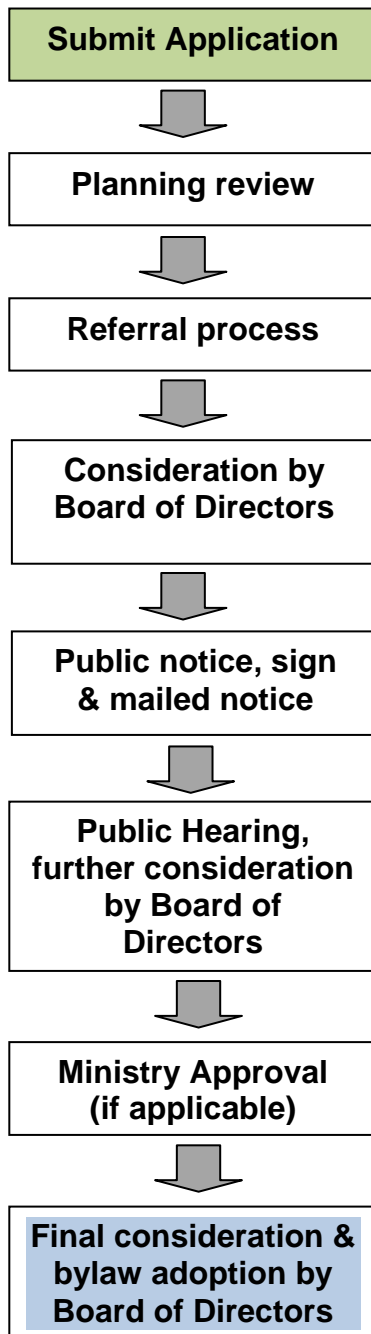 Submit Application
Planning review
Referral process
Consideration by
Board of Directors
Public notice, sign
& mailed notice
Public Hearing,
further consideration
by Board of
Directors
Ministry Approval
(if applicable)
Final consideration &
bylaw adoption by
Board of Directors